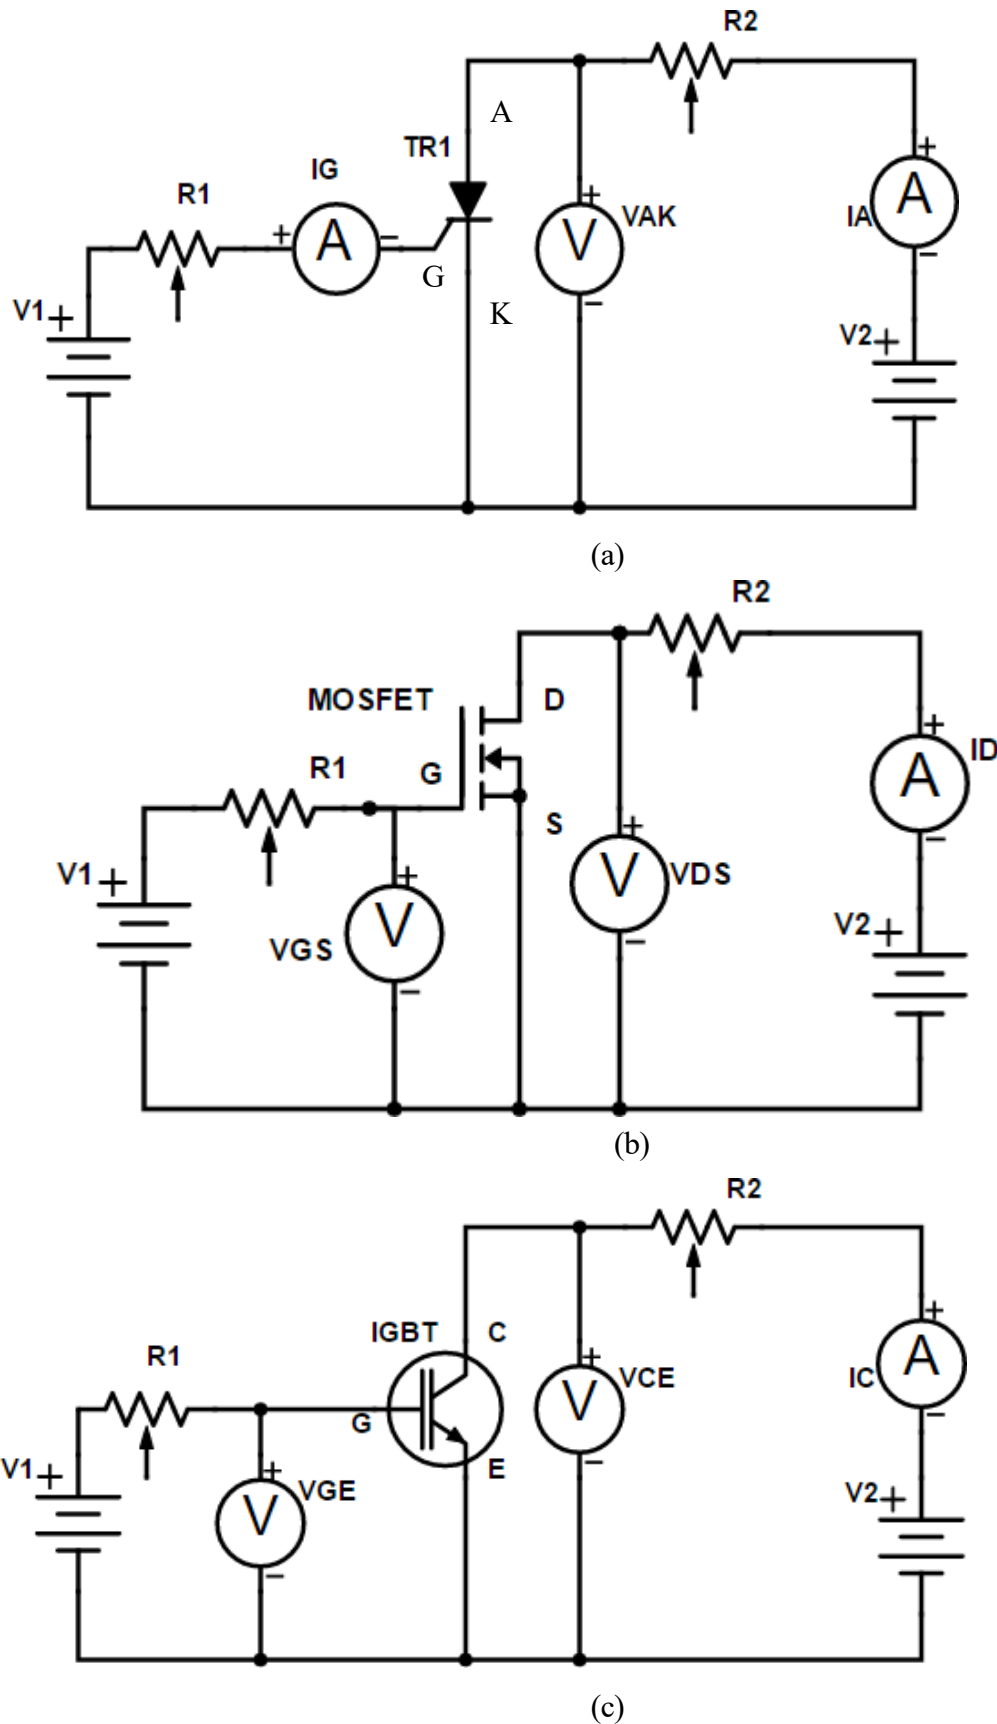 R2
A
TR1
IG
R1
+ A − + +
V VAK IA A
G
K
− −
V1 +
V2 +
(a)
R2
MOSFET D
R1 G
+ ID
A
S
+ −
V VDS
V1 +
+
V
VGS
− −
V2 +
(b)
R2
IGBT C
R1
+ +
A
VCE IC
V
G
−
E
V1 +
+ VGE
V
− −
V2 +
(c)